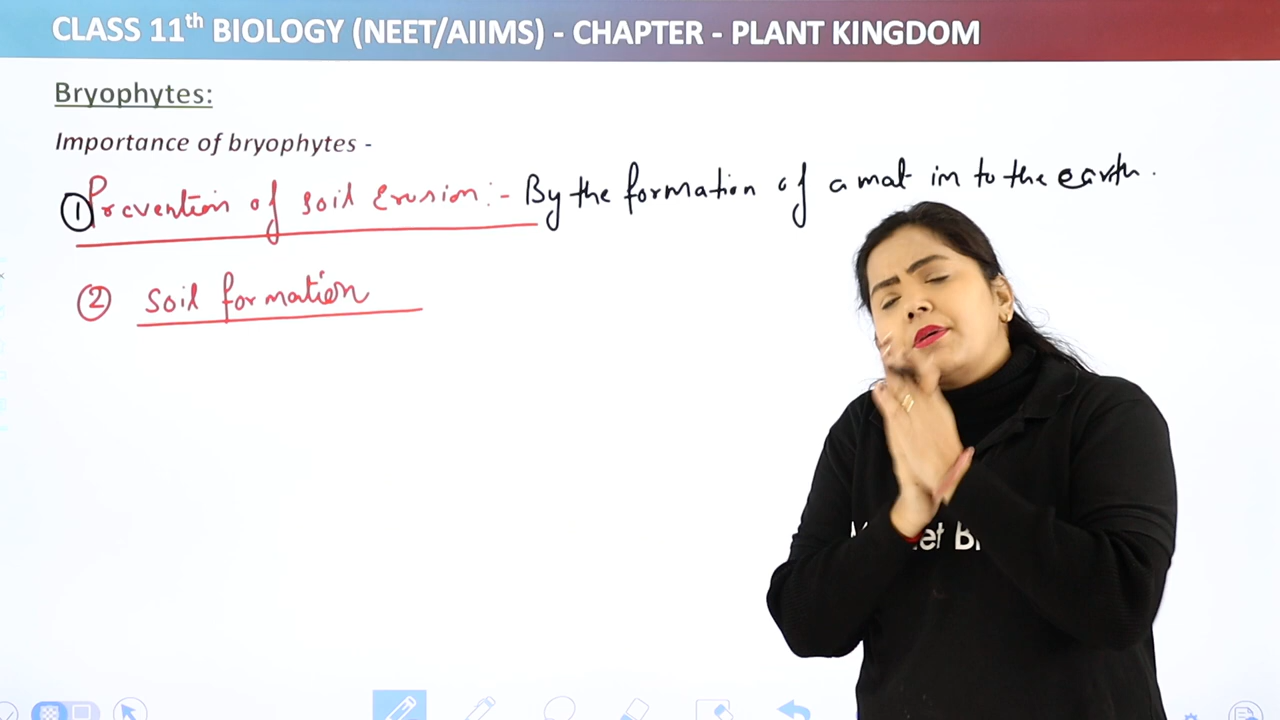 CLASS 11th BIOLOGY (NEET/AIIMS) - CHAPTER - PLANT KINGDOM
Bryophytes:
Importance of bryophytes -
① Prevention of soil Erosion:- By the formation of a mat in to the earth.
② soil formation
et B